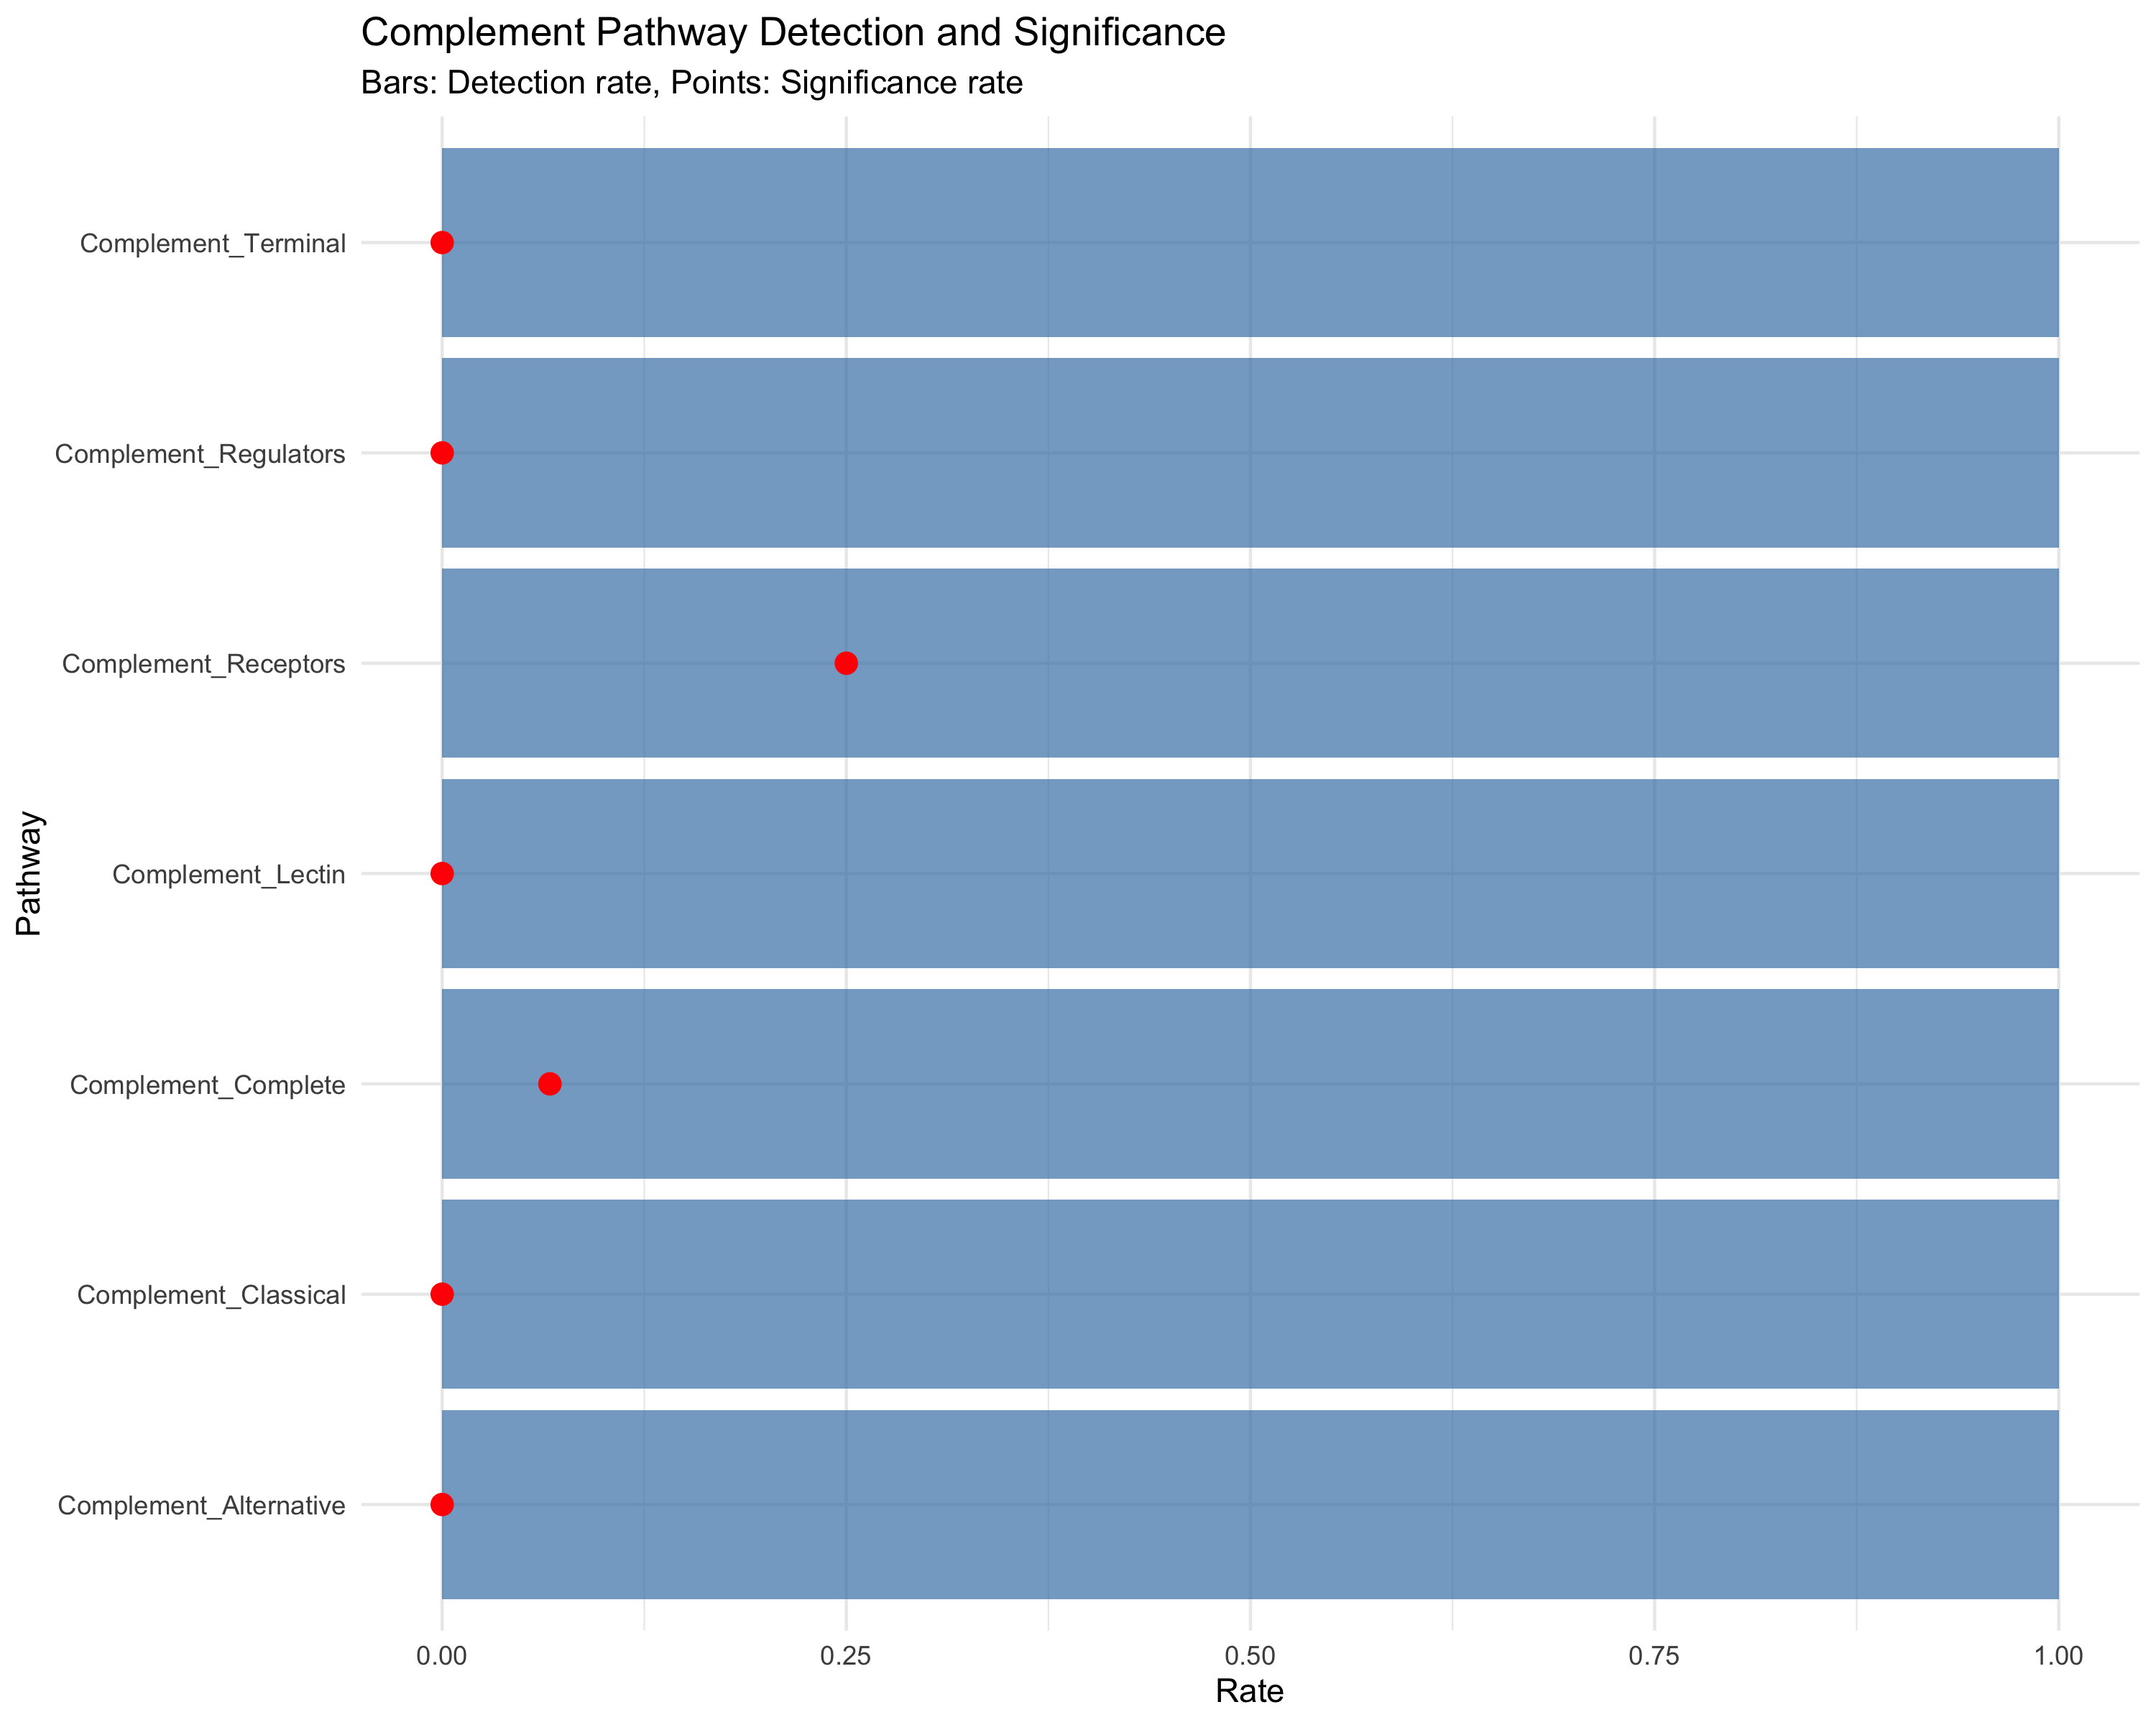 Complement Pathway Detection and Significance
Bars: Detection rate, Points: Significance rate
Pathway
Complement_Terminal
Complement_Regulators
Complement_Receptors
Complement_Lectin
Complement_Complete
Complement_Classical
Complement_Alternative
0.00 0.25 0.50 0.75 1.00
Rate